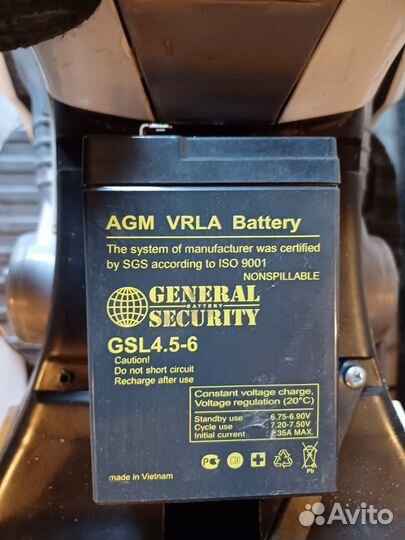 AGM VRLA Battery
The system of manufacturer was certified
by SGS according to ISO 9001
NONSPILLABLE
GENERAL
BATTERY
SECURITY
GSL4.5-6
Caution!
Do not short circuit
Recharge after use
Constant voltage charge,
Voltage regulation (20°C)
Standby use 6.75-6.90V
Cycle use 7.20-7.50V
Initial current 1.35A MAX
made in Vietnam
Pb
Avito